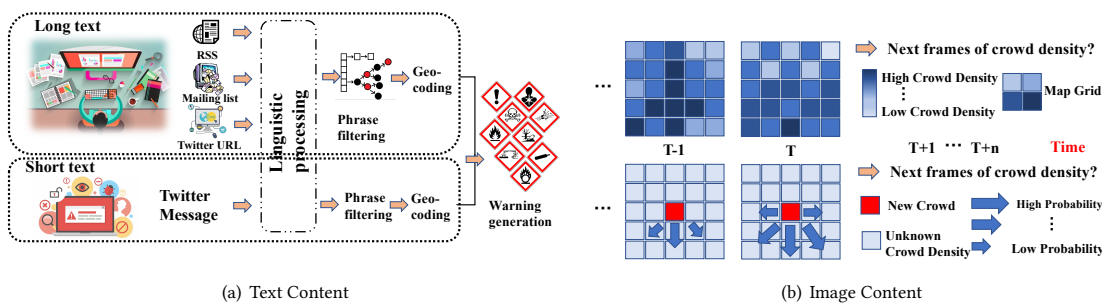 Long text
RSS
Mailing list
Twitter URL
Linguistic
processing
Phrase
filtering
Geo-
coding
Short text
Twitter
Message
Phrase
filtering
Geo-
coding
Warning
generation
(a) Text Content
...
T-1
T
Next frames of crowd density?
High Crowd Density
⋮
Low Crowd Density
Map Grid
T+1 ··· T+n
Time
...
Next frames of crowd density?
New Crowd
Unknown
Crowd Density
High Probability
⋮
Low Probability
(b) Image Content